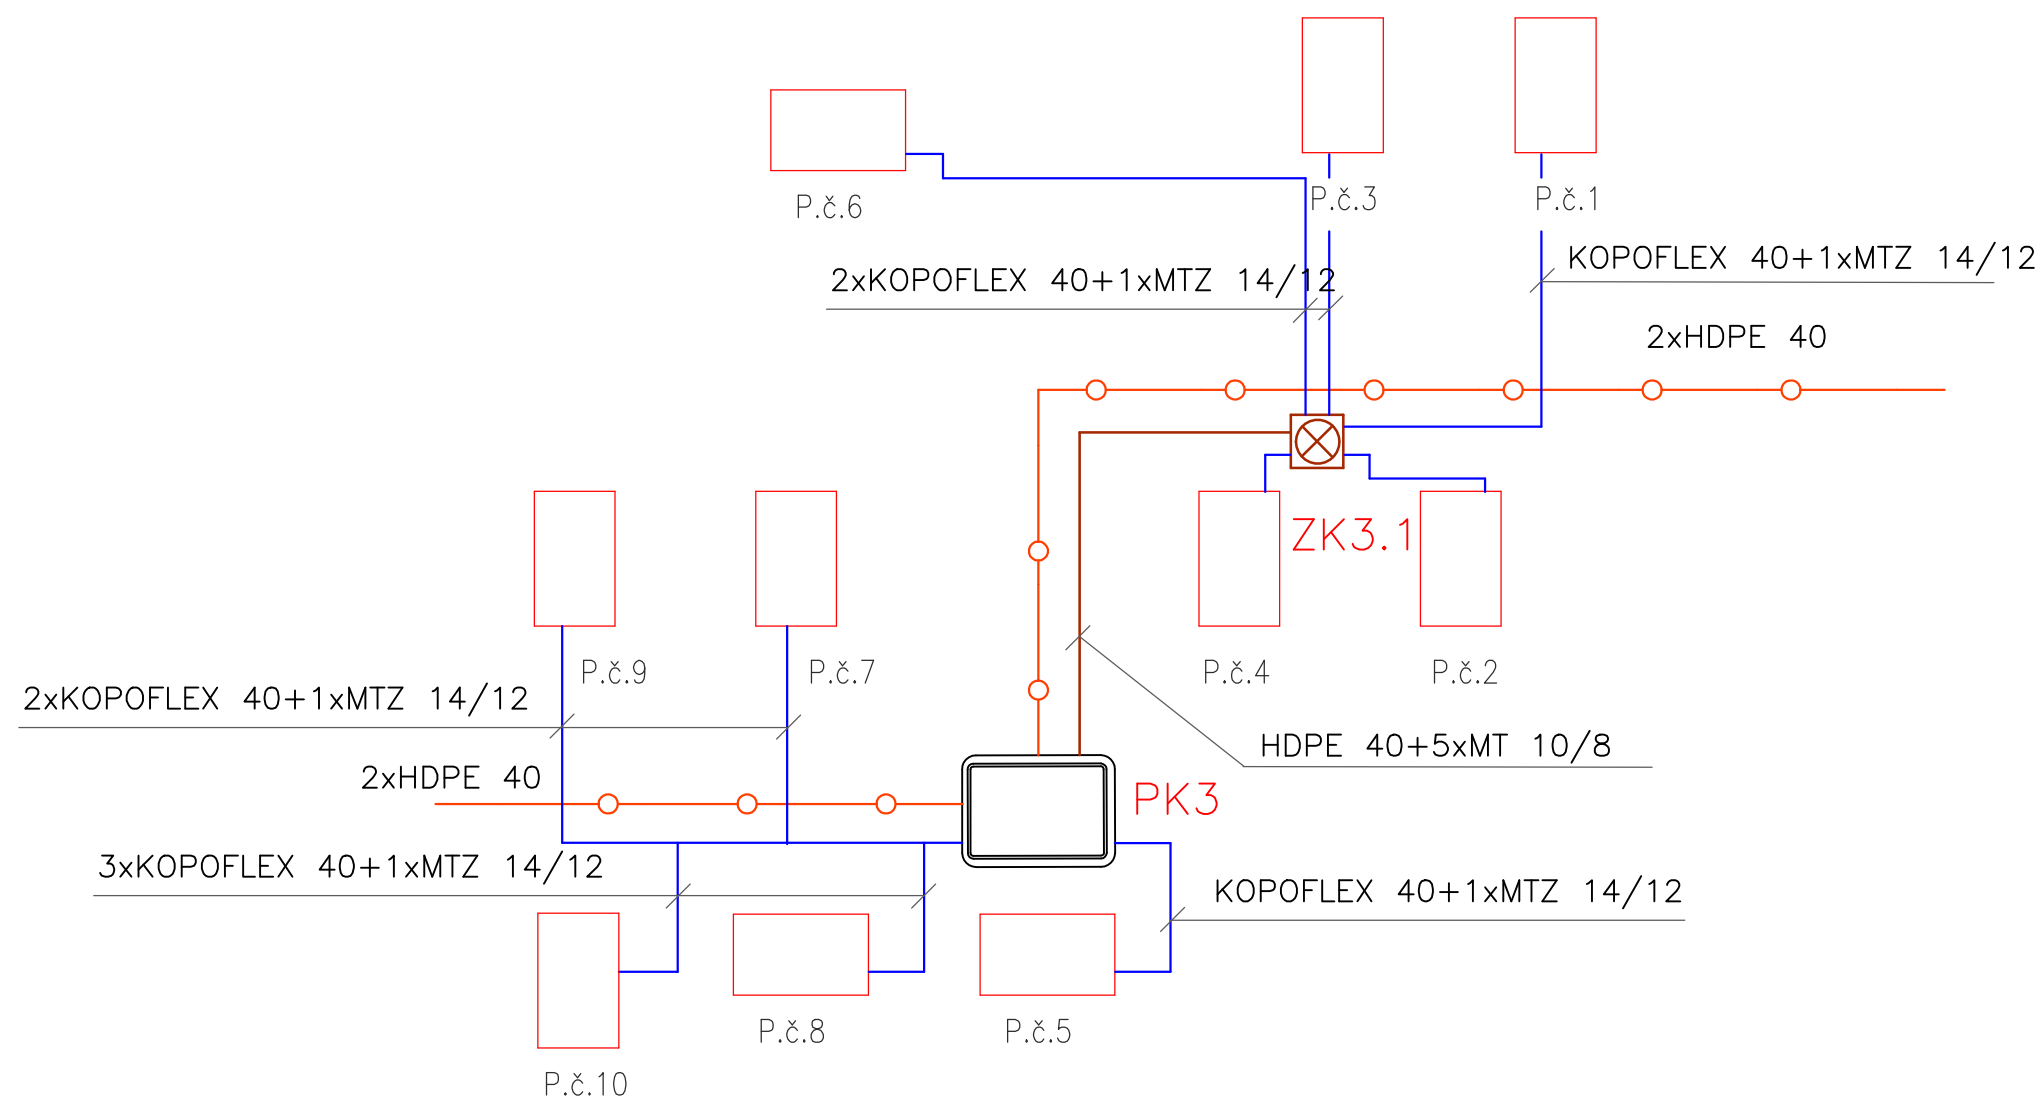 P.č.6
P.č.3
P.č.1
2xKOPOFLEX 40+1xMTZ 14/12
KOPOFLEX 40+1xMTZ 14/12
2xHDPE 40
ZK3.1
P.č.9
P.č.7
P.č.4
P.č.2
2xKOPOFLEX 40+1xMTZ 14/12
HDPE 40+5xMT 10/8
2xHDPE 40
PK3
3xKOPOFLEX 40+1xMTZ 14/12
KOPOFLEX 40+1xMTZ 14/12
P.č.8
P.č.5
P.č.10